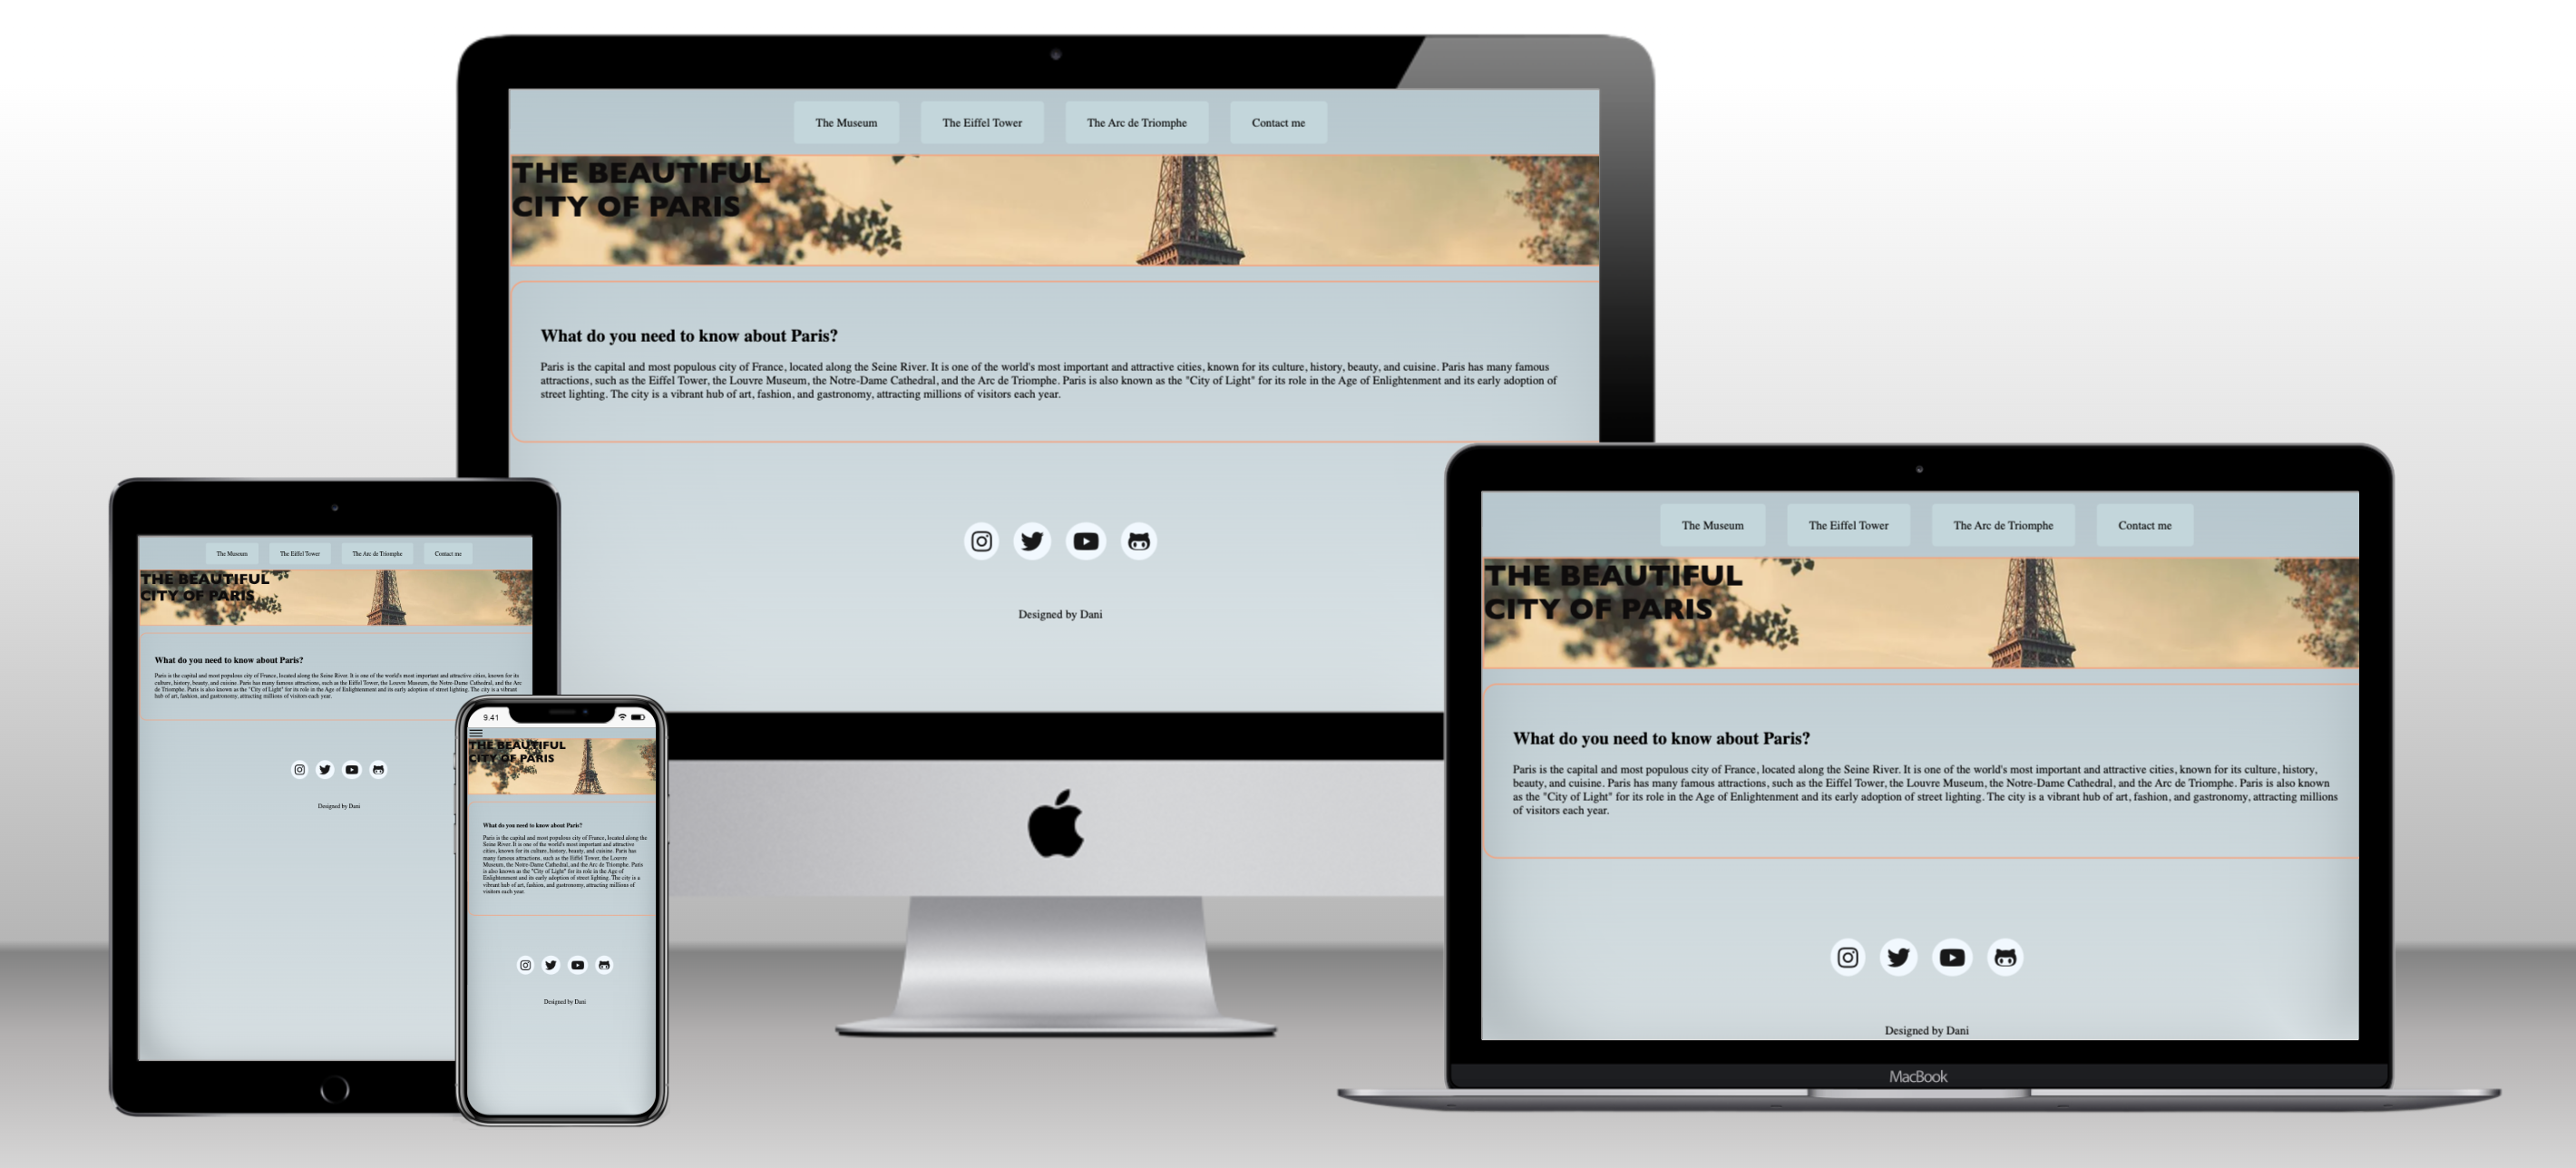 The Museum
The Eiffel Tower
The Arc de Triomphe
Contact me
THE BEAUTIFUL
CITY OF PARIS
What do you need to know about Paris?
Paris is the capital and most populous city of France, located along the Seine River. It is one of the world's most important and attractive cities, known for its culture, history, beauty, and cuisine. Paris has many famous
attractions, such as the Eiffel Tower, the Louvre Museum, the Notre-Dame Cathedral, and the Arc de Triomphe. Paris is also known as the "City of Light" for its role in the Age of Enlightenment and its early adoption of
street lighting. The city is a vibrant hub of art, fashion, and gastronomy, attracting millions of visitors each year.
Designed by Dani
The Museum
The Eiffel Tower
The Arc de Triomphe
Contact me
THE BEAUTIFUL
CITY OF PARIS
What do you need to know about Paris?
Paris is the capital and most populous city of France, located along the Seine River. It is one of the world's most important and attractive cities, known for its
culture, history, beauty, and cuisine. Paris has many famous attractions, such as the Eiffel Tower, the Louvre Museum, the Notre-Dame Cathedral, and the Arc
de Triomphe. Paris is also known as the "City of Light" for its role in the Age of Enlightenment and its early adoption of street lighting. The city is a vibrant
hub of art, fashion, and gastronomy, attracting millions of visitors each year.
Designed by Dani
9.41
THE BEAUTIFUL
CITY OF PARIS
What do you need to know about Paris?
Paris is the capital and most populous city of France, located along the
Seine River. It is one of the world's most important and attractive
cities, known for its culture, history, beauty, and cuisine. Paris has
many famous attractions, such as the Eiffel Tower, the Louvre
Museum, the Notre-Dame Cathedral, and the Arc de Triomphe. Paris
is also known as the "City of Light" for its role in the Age of
Enlightenment and its early adoption of street lighting. The city is a
vibrant hub of art, fashion, and gastronomy, attracting millions of
visitors each year.
Designed by Dani
The Museum
The Eiffel Tower
The Arc de Triomphe
Contact me
THE BEAUTIFUL
CITY OF PARIS
What do you need to know about Paris?
Paris is the capital and most populous city of France, located along the Seine River. It is one of the world's most important and attractive cities, known for its culture, history,
beauty, and cuisine. Paris has many famous attractions, such as the Eiffel Tower, the Louvre Museum, the Notre-Dame Cathedral, and the Arc de Triomphe. Paris is also known
as the "City of Light" for its role in the Age of Enlightenment and its early adoption of street lighting. The city is a vibrant hub of art, fashion, and gastronomy, attracting millions
of visitors each year.
Designed by Dani
MacBook